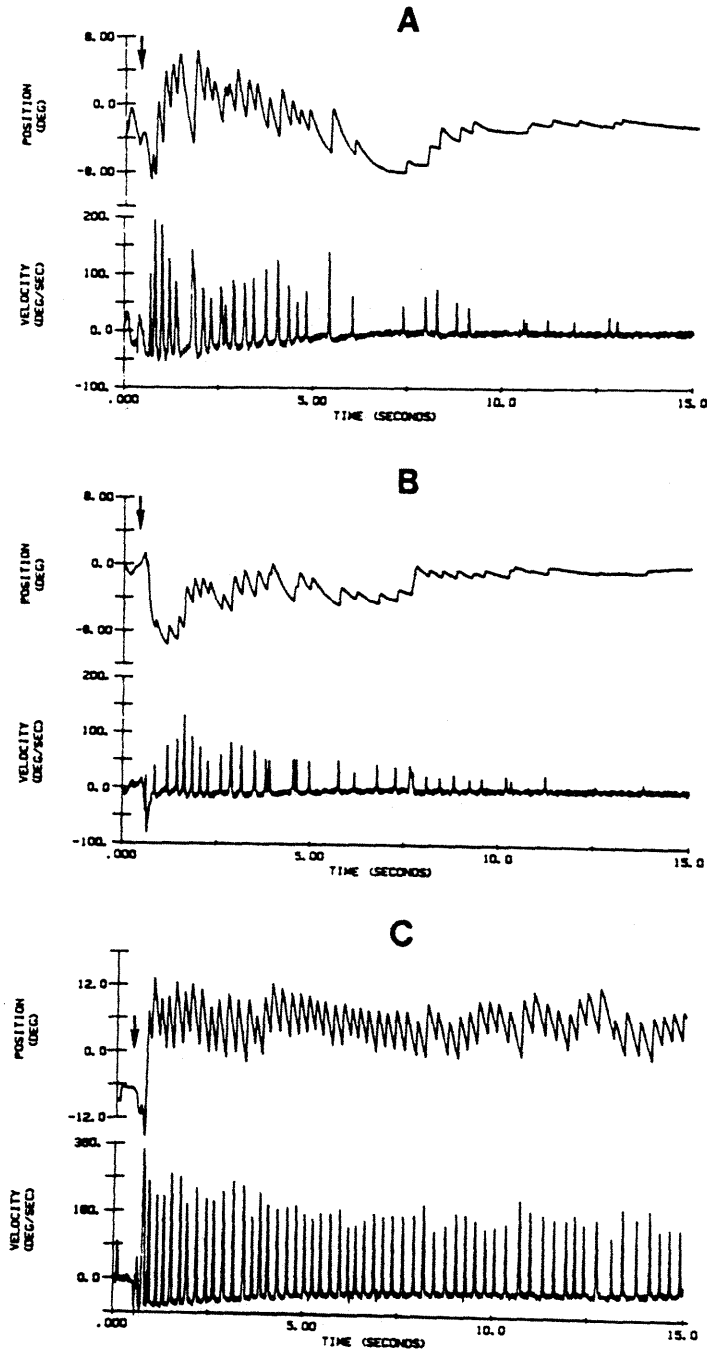 A
8.00
0.0
-8.00
POSITION
(DEG)
200.
100.
0.0
-100.
VELOCITY
(DEG/SEC)
.000
5.00
10.0
15.0
TIME (SECONDS)
B
8.00
0.0
-8.00
POSITION
(DEG)
200.
100.
0.0
-100.
VELOCITY
(DEG/SEC)
.000
5.00
10.0
15.0
TIME (SECONDS)
C
12.0
0.0
-12.0
POSITION
(DEG)
360.
180.
0.0
VELOCITY
(DEG/SEC)
.000
5.00
10.0
15.0
TIME (SECONDS)